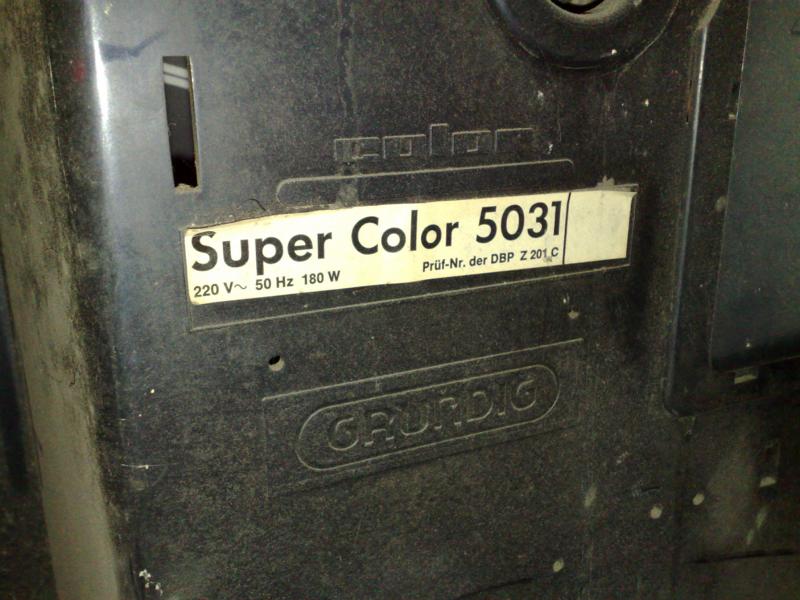 color
Super Color 5031
220 V~ 50 Hz 180 W Prüf-Nr. der DBP Z 201 C
GRUNDIG